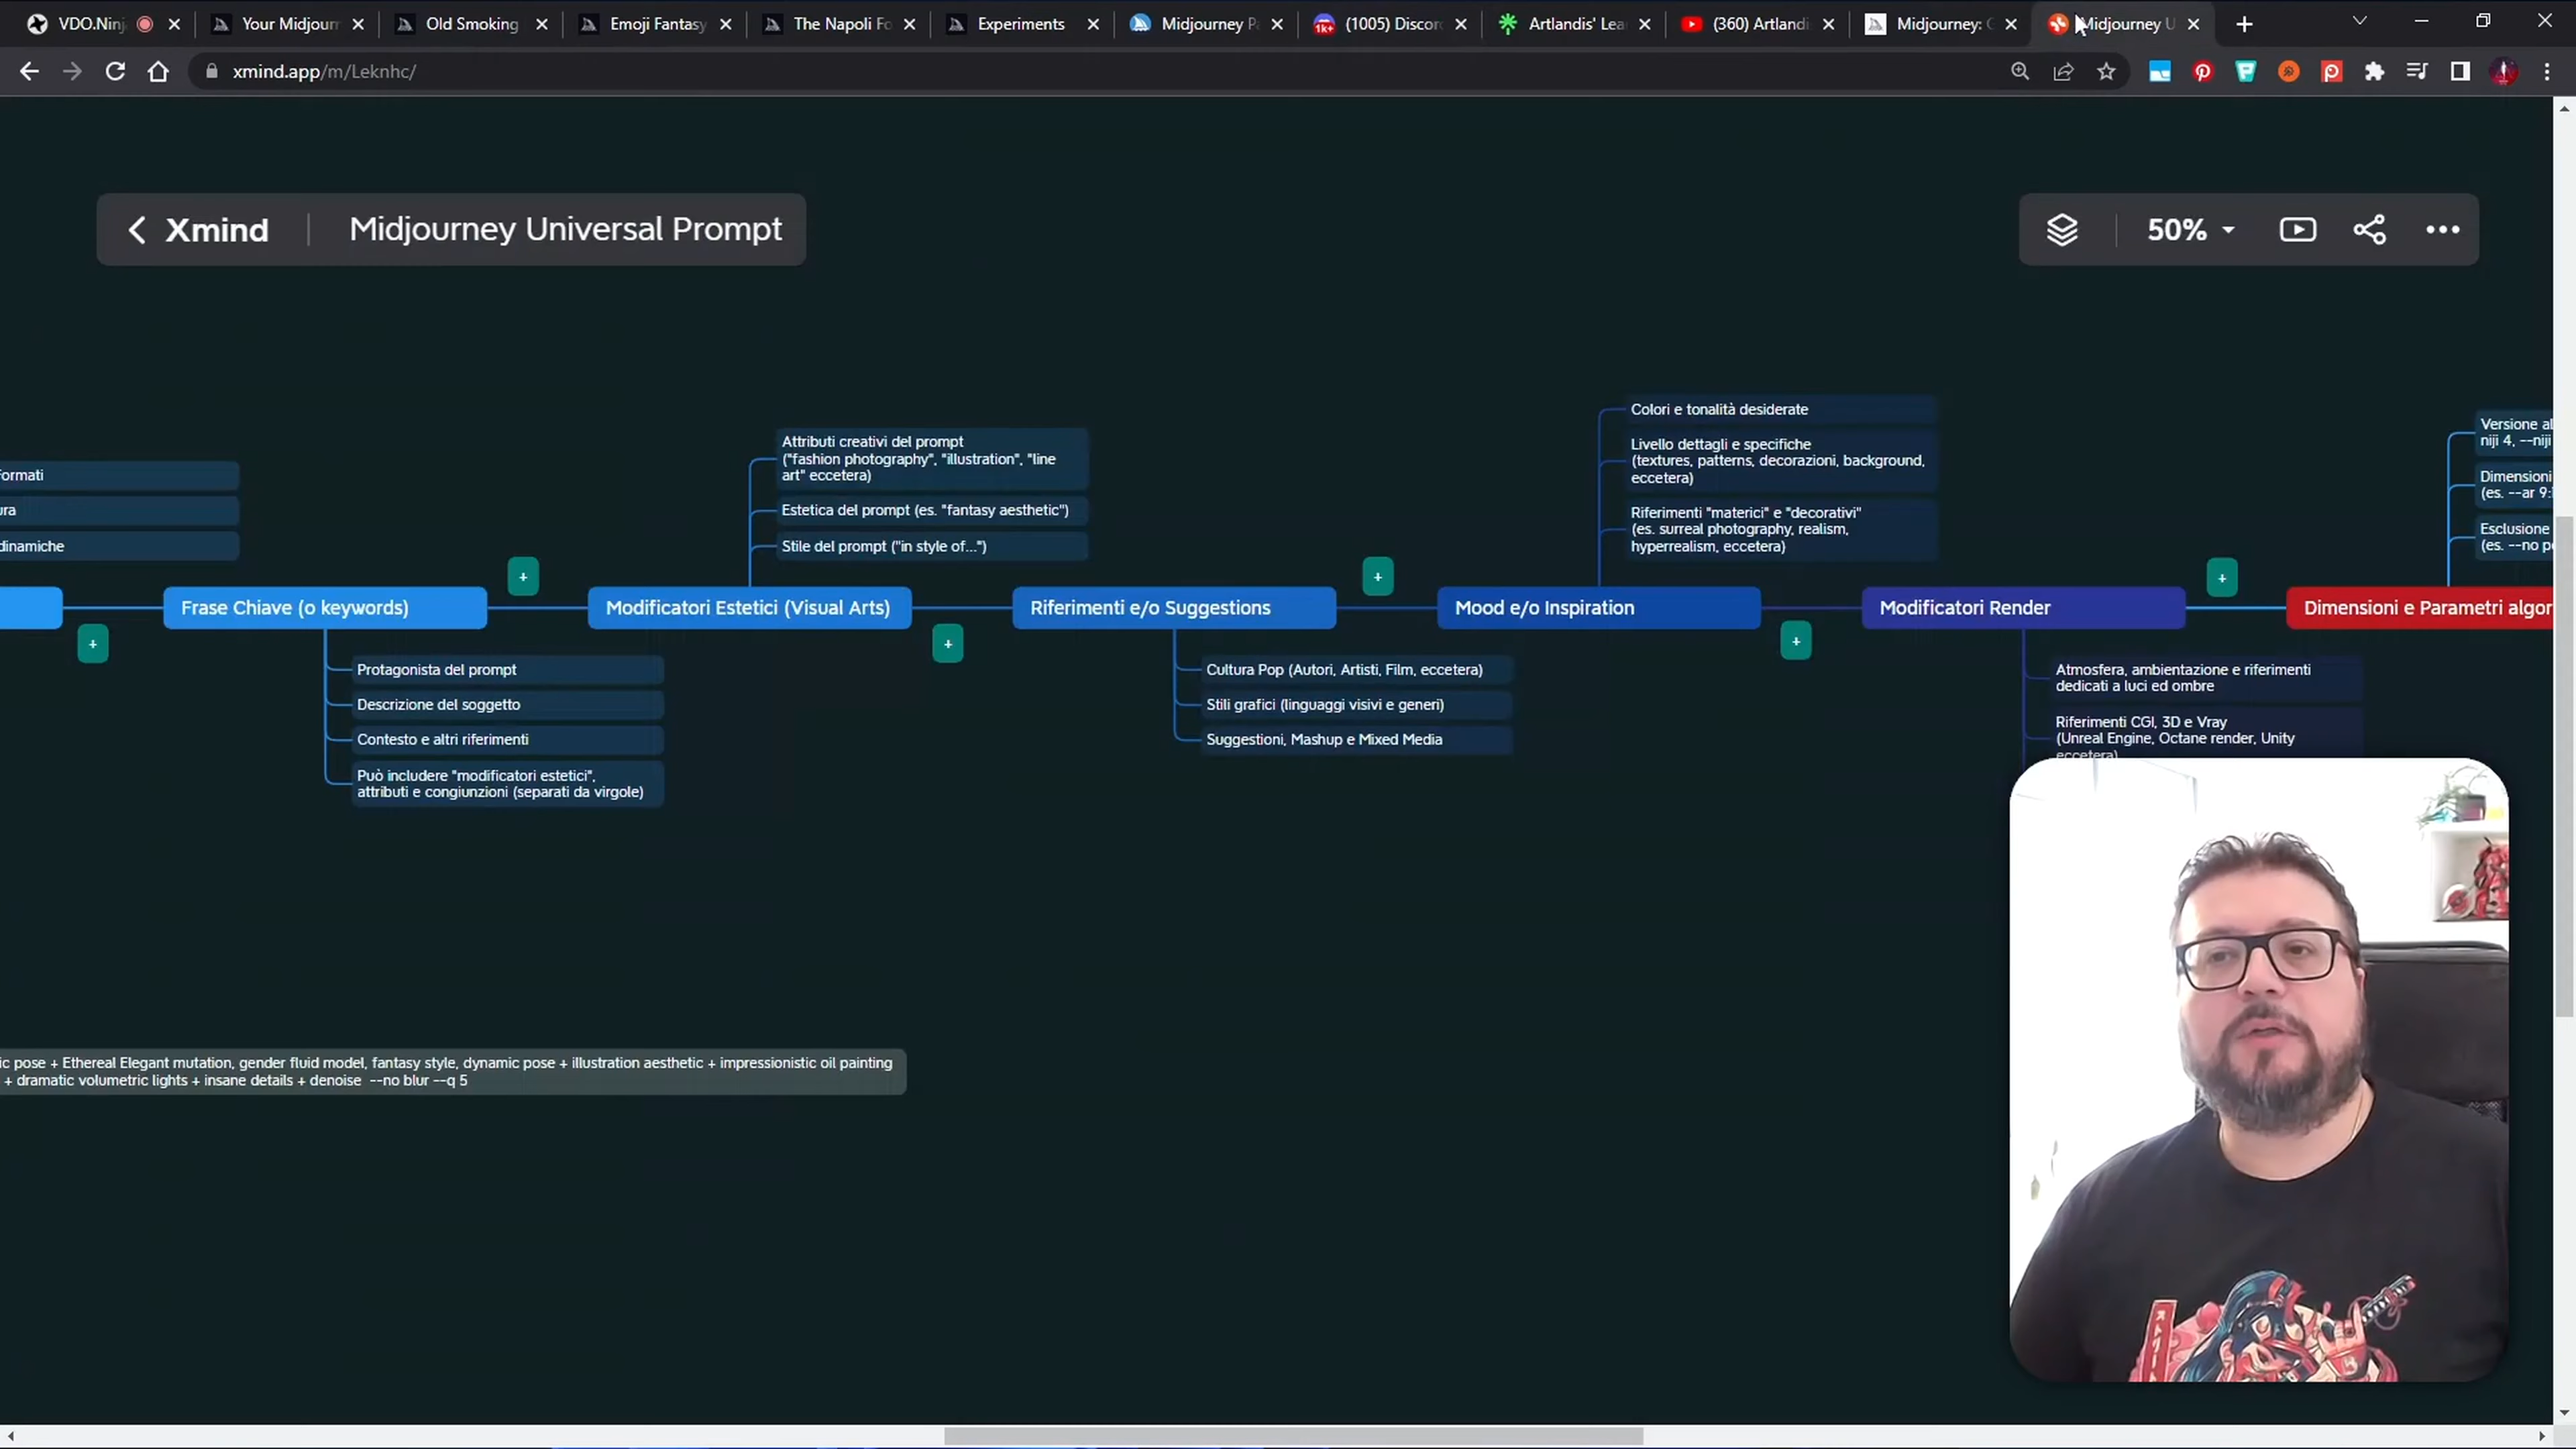 VDO.Ninj
Your Midjourn
Old Smoking
Emoji Fantasy
The Napoli Fo
Experiments
Midjourney P
(1005) Discor
Artlandis' Lea
(360) Artlandi
Midjourney: G
Midjourney U
xmind.app/m/Leknhc/
Xmind
Midjourney Universal Prompt
50%
ormati
ura
dinamiche
Attributi creativi del prompt
("fashion photography", "illustration", "line
art" eccetera)
Estetica del prompt (es. "fantasy aesthetic")
Stile del prompt ("in style of...")
Colori e tonalità desiderate
Livello dettagli e specifiche
(textures, patterns, decorazioni, background,
eccetera)
Riferimenti "materici" e "decorativi"
(es. surreal photography, realism,
hyperrealism, eccetera)
Versione al
niji 4, --niji
Dimensioni
(es. --ar 9:
Esclusione
(es. --no p
Frase Chiave (o keywords)
Modificatori Estetici (Visual Arts)
Riferimenti e/o Suggestions
Mood e/o Inspiration
Modificatori Render
Dimensioni e Parametri algor
Protagonista del prompt
Descrizione del soggetto
Contesto e altri riferimenti
Può includere "modificatori estetici",
attributi e congiunzioni (separati da virgole)
Cultura Pop (Autori, Artisti, Film, eccetera)
Stili grafici (linguaggi visivi e generi)
Suggestioni, Mashup e Mixed Media
Atmosfera, ambientazione e riferimenti
dedicati a luci ed ombre
Riferimenti CGI, 3D e Vray
(Unreal Engine, Octane render, Unity
eccetera)
ic pose + Ethereal Elegant mutation, gender fluid model, fantasy style, dynamic pose + illustration aesthetic + impressionistic oil painting
+ dramatic volumetric lights + insane details + denoise --no blur --q 5